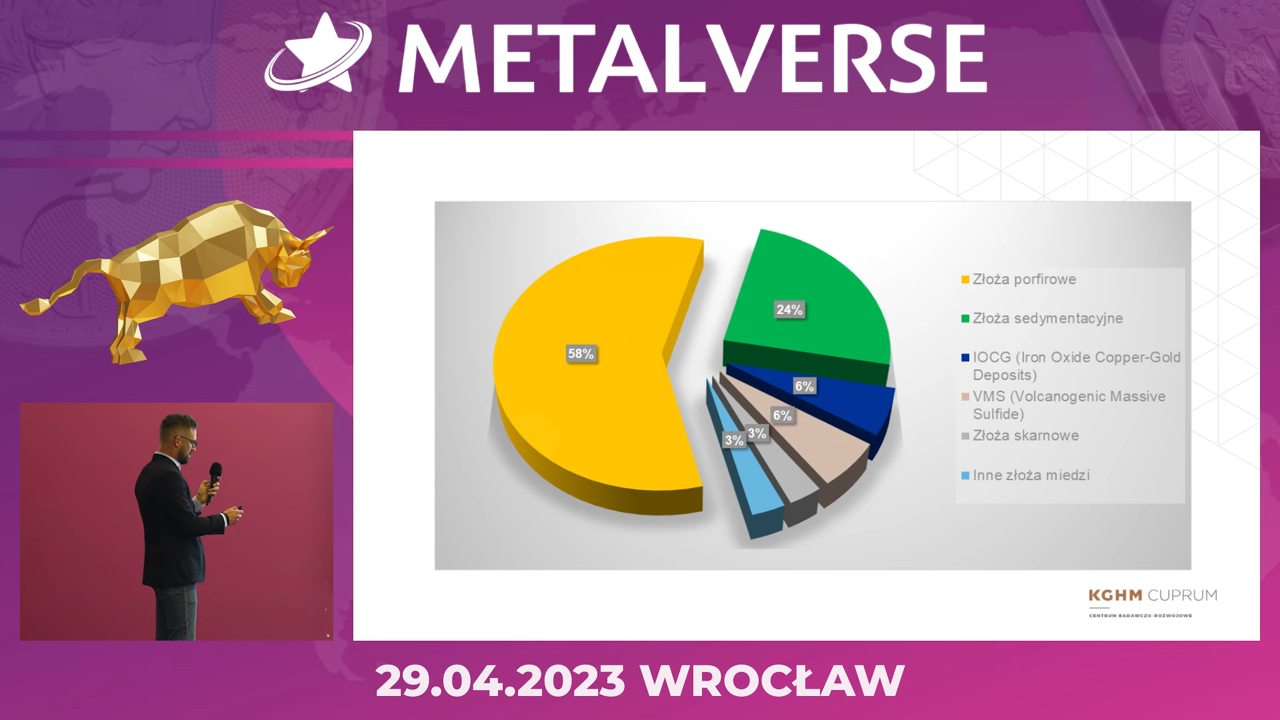 METALVERSE
58%
24%
6%
6%
3%
3%
Złoża porfirowe
Złoża sedymentacyjne
IOCG (Iron Oxide Copper-Gold
Deposits)
VMS (Volcanogenic Massive
Sulfide)
Złoża skarnowe
Inne złoża miedzi
KGHM CUPRUM
CENTRUM BADAWCZO-ROZWOJOWE
29.04.2023 WROCŁAW